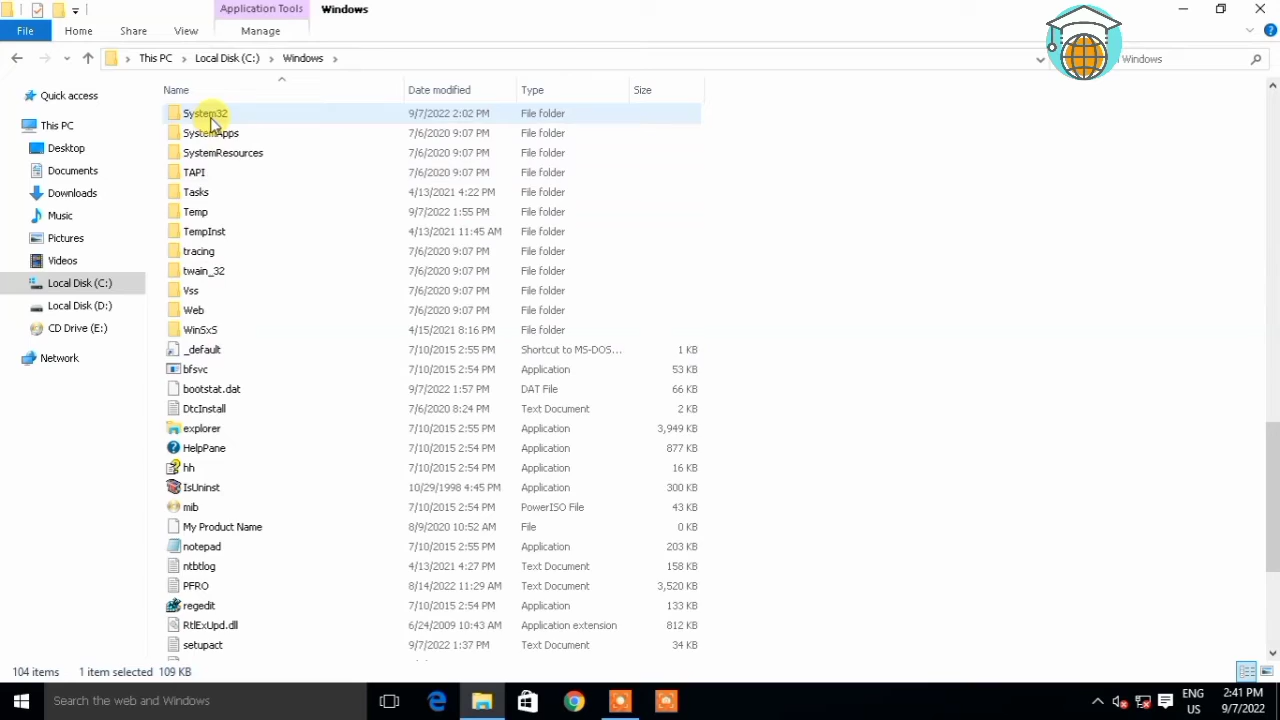 Application Tools Windows
File Home Share View Manage
This PC Local Disk (C:) Windows Windows
Name Date modified Type Size
Quick access
This PC
Desktop
Documents
Downloads
Music
Pictures
Videos
Local Disk (C:)
Local Disk (D:)
CD Drive (E:)
Network
System32 9/7/2022 2:02 PM File folder
SystemApps 7/6/2020 9:07 PM File folder
SystemResources 7/6/2020 9:07 PM File folder
TAPI 7/6/2020 9:07 PM File folder
Tasks 4/13/2021 4:22 PM File folder
Temp 9/7/2022 1:55 PM File folder
TempInst 4/13/2021 11:45 AM File folder
tracing 7/6/2020 9:07 PM File folder
twain_32 7/6/2020 9:07 PM File folder
Vss 7/6/2020 9:07 PM File folder
Web 7/6/2020 9:07 PM File folder
WinSxS 4/15/2021 8:16 PM File folder
_default 7/10/2015 2:55 PM Shortcut to MS-DOS... 1 KB
bfsvc 7/10/2015 2:54 PM Application 53 KB
bootstat.dat 9/7/2022 1:57 PM DAT File 66 KB
DtcInstall 7/6/2020 8:24 PM Text Document 2 KB
explorer 7/10/2015 2:55 PM Application 3,949 KB
HelpPane 7/10/2015 2:54 PM Application 877 KB
hh 7/10/2015 2:54 PM Application 16 KB
IsUninst 10/29/1998 4:45 PM Application 300 KB
mib 7/10/2015 2:54 PM PowerISO File 43 KB
My Product Name 8/9/2020 10:52 AM File 0 KB
notepad 7/10/2015 2:55 PM Application 203 KB
ntbtlog 4/13/2021 4:27 PM Text Document 158 KB
PFRO 8/14/2022 11:29 AM Text Document 3,520 KB
regedit 7/10/2015 2:54 PM Application 133 KB
RtlExUpd.dll 6/24/2009 10:43 AM Application extension 812 KB
setupact 9/7/2022 1:37 PM Text Document 34 KB
104 items 1 item selected 109 KB
Search the web and Windows
ENG 2:41 PM
US 9/7/2022